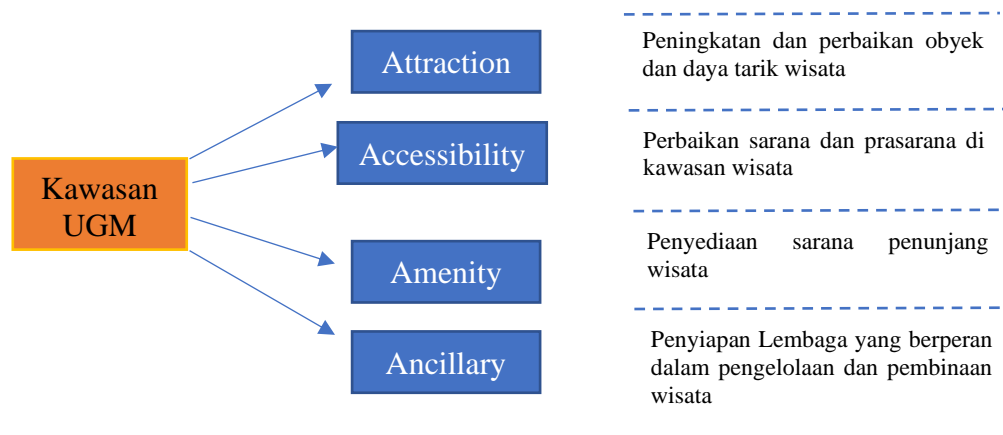 Kawasan
UGM
Attraction
Peningkatan dan perbaikan obyek
dan daya tarik wisata
Accessibility
Perbaikan sarana dan prasarana di
kawasan wisata
Amenity
Penyediaan sarana penunjang
wisata
Ancillary
Penyiapan Lembaga yang berperan
dalam pengelolaan dan pembinaan
wisata